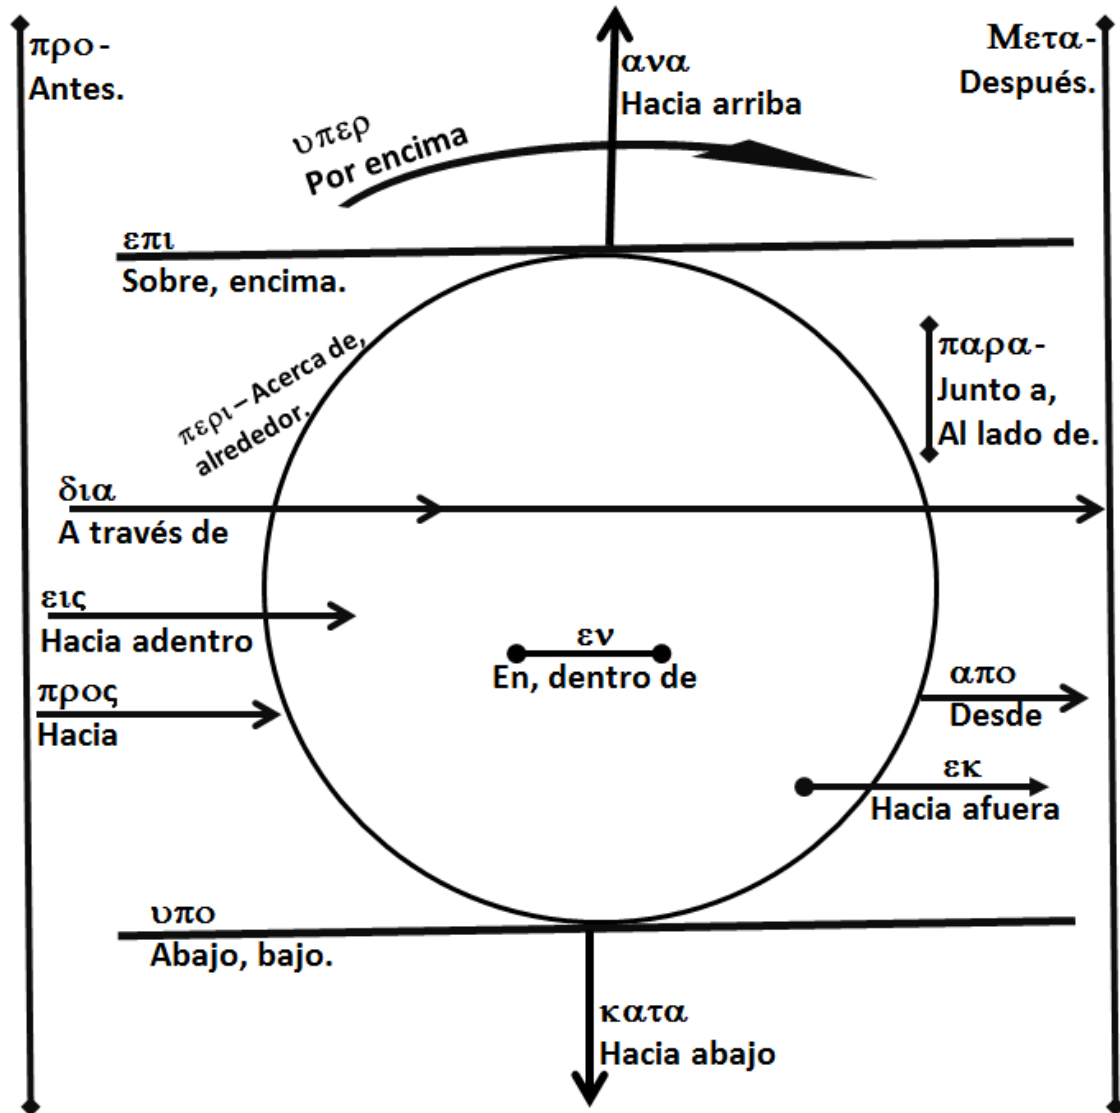 προ-
Antes.
Μετα-
Después.
ανα
Hacia arriba
υπερ
Por encima
επι
Sobre, encima.
περι – Acerca de,
alrededor.
παρα-
Junto a,
Al lado de.
δια
A través de
εις
Hacia adentro
εν
En, dentro de
προς
Hacia
απο
Desde
εκ
Hacia afuera
υπο
Abajo, bajo.
κατα
Hacia abajo